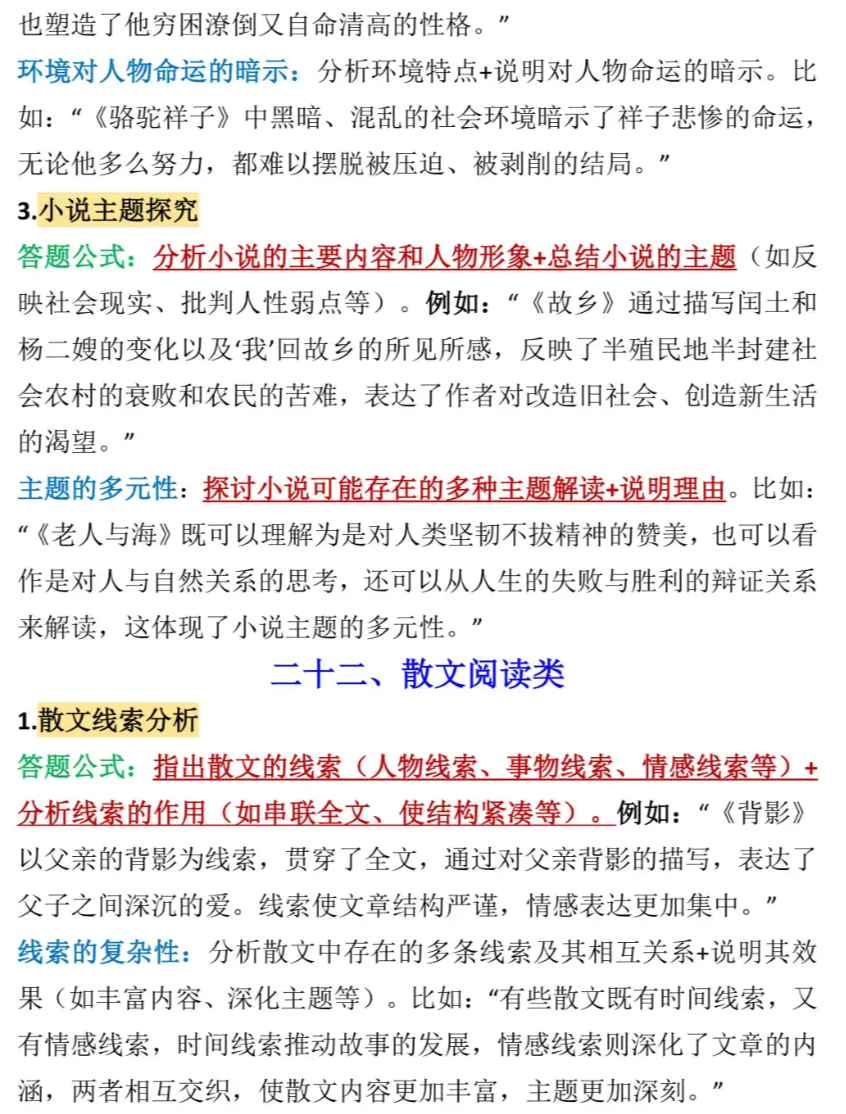 也塑造了他穷困潦倒又自命清高的性格。”
环境对人物命运的暗示：分析环境特点+说明对人物命运的暗示。比
如：“《骆驼祥子》中黑暗、混乱的社会环境暗示了祥子悲惨的命运，
无论他多么努力，都难以摆脱被压迫、被剥削的结局。”
3.小说主题探究
答题公式：分析小说的主要内容和人物形象+总结小说的主题（如反
映社会现实、批判人性弱点等）。例如：“《故乡》通过描写闰土和
杨二嫂的变化以及‘我’回故乡的所见所感，反映了半殖民地半封建社
会农村的衰败和农民的苦难，表达了作者对改造旧社会、创造新生活
的渴望。”
主题的多元性：探讨小说可能存在的多种主题解读+说明理由。比如：
“《老人与海》既可以理解为是对人类坚韧不拔精神的赞美，也可以看
作是对人与自然关系的思考，还可以从人生的失败与胜利的辩证关系
来解读，这体现了小说主题的多元性。”
二十二、散文阅读类
1.散文线索分析
答题公式：指出散文的线索（人物线索、事物线索、情感线索等）+
分析线索的作用（如串联全文、使结构紧凑等）。例如：“《背影》
以父亲的背影为线索，贯穿了全文，通过对父亲背影的描写，表达了
父子之间深沉的爱。线索使文章结构严谨，情感表达更加集中。”
线索的复杂性：分析散文中存在的多条线索及其相互关系+说明其效
果（如丰富内容、深化主题等）。比如：“有些散文既有时间线索，又
有情感线索，时间线索推动故事的发展，情感线索则深化了文章的内
涵，两者相互交织，使散文内容更加丰富，主题更加深刻。”